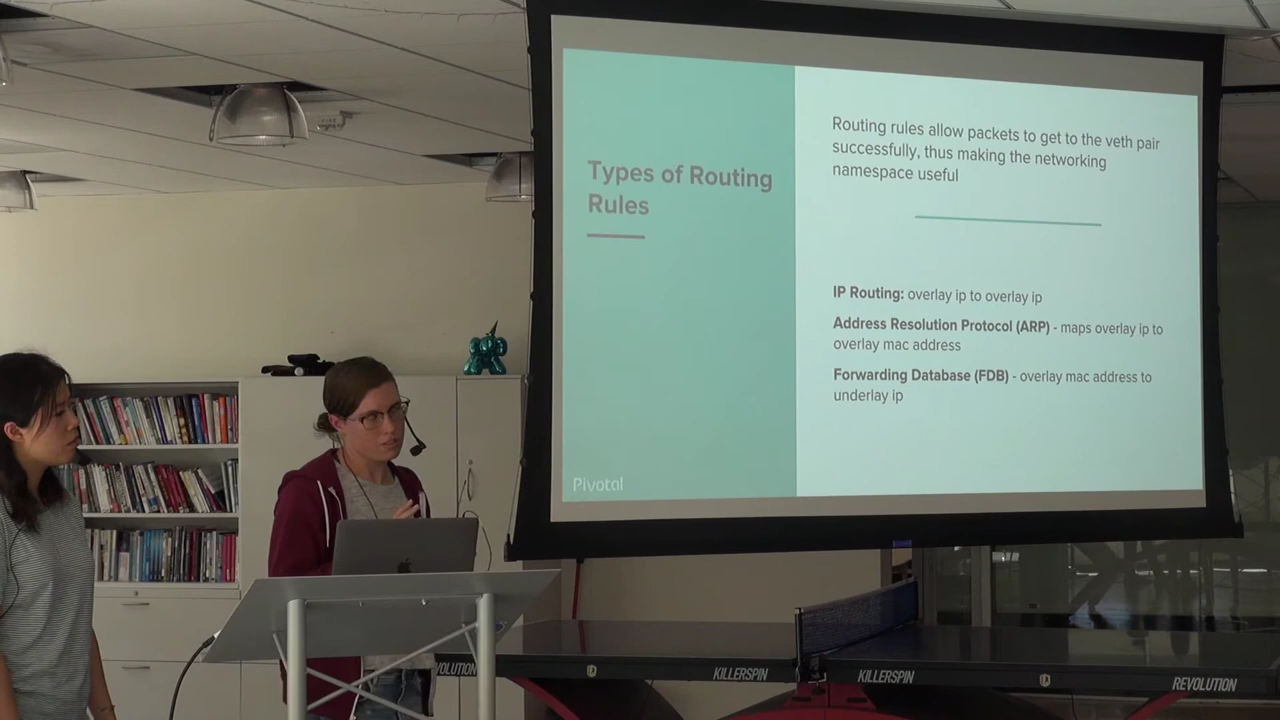 Types of Routing
Rules
Routing rules allow packets to get to the veth pair
successfully, thus making the networking
namespace useful
IP Routing: overlay ip to overlay ip
Address Resolution Protocol (ARP) - maps overlay ip to
overlay mac address
Forwarding Database (FDB) - overlay mac address to
underlay ip
Pivotal
VOLUTION
KILLERSPIN
KILLERSPIN
REVOLUTION